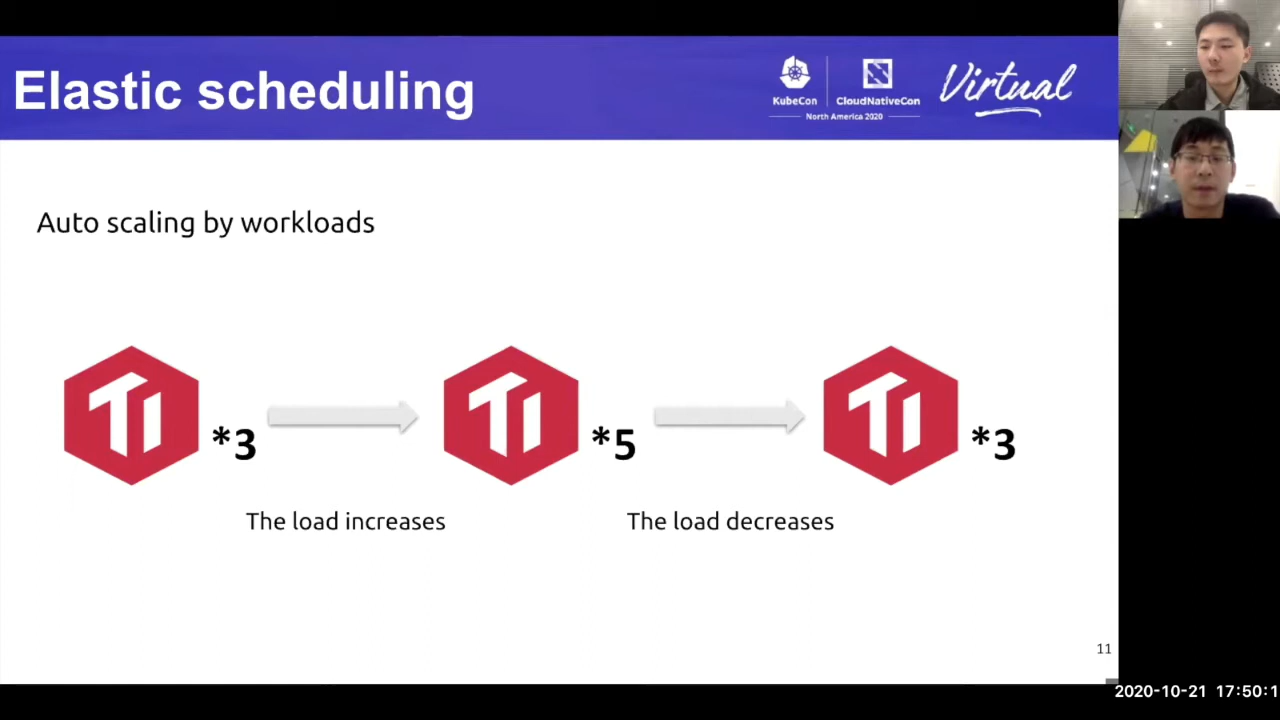 Elastic scheduling
KubeCon
CloudNativeCon
North America 2020
Virtual
Auto scaling by workloads
*3
*5
*3
The load increases
The load decreases
11
2020-10-21 17:50:1